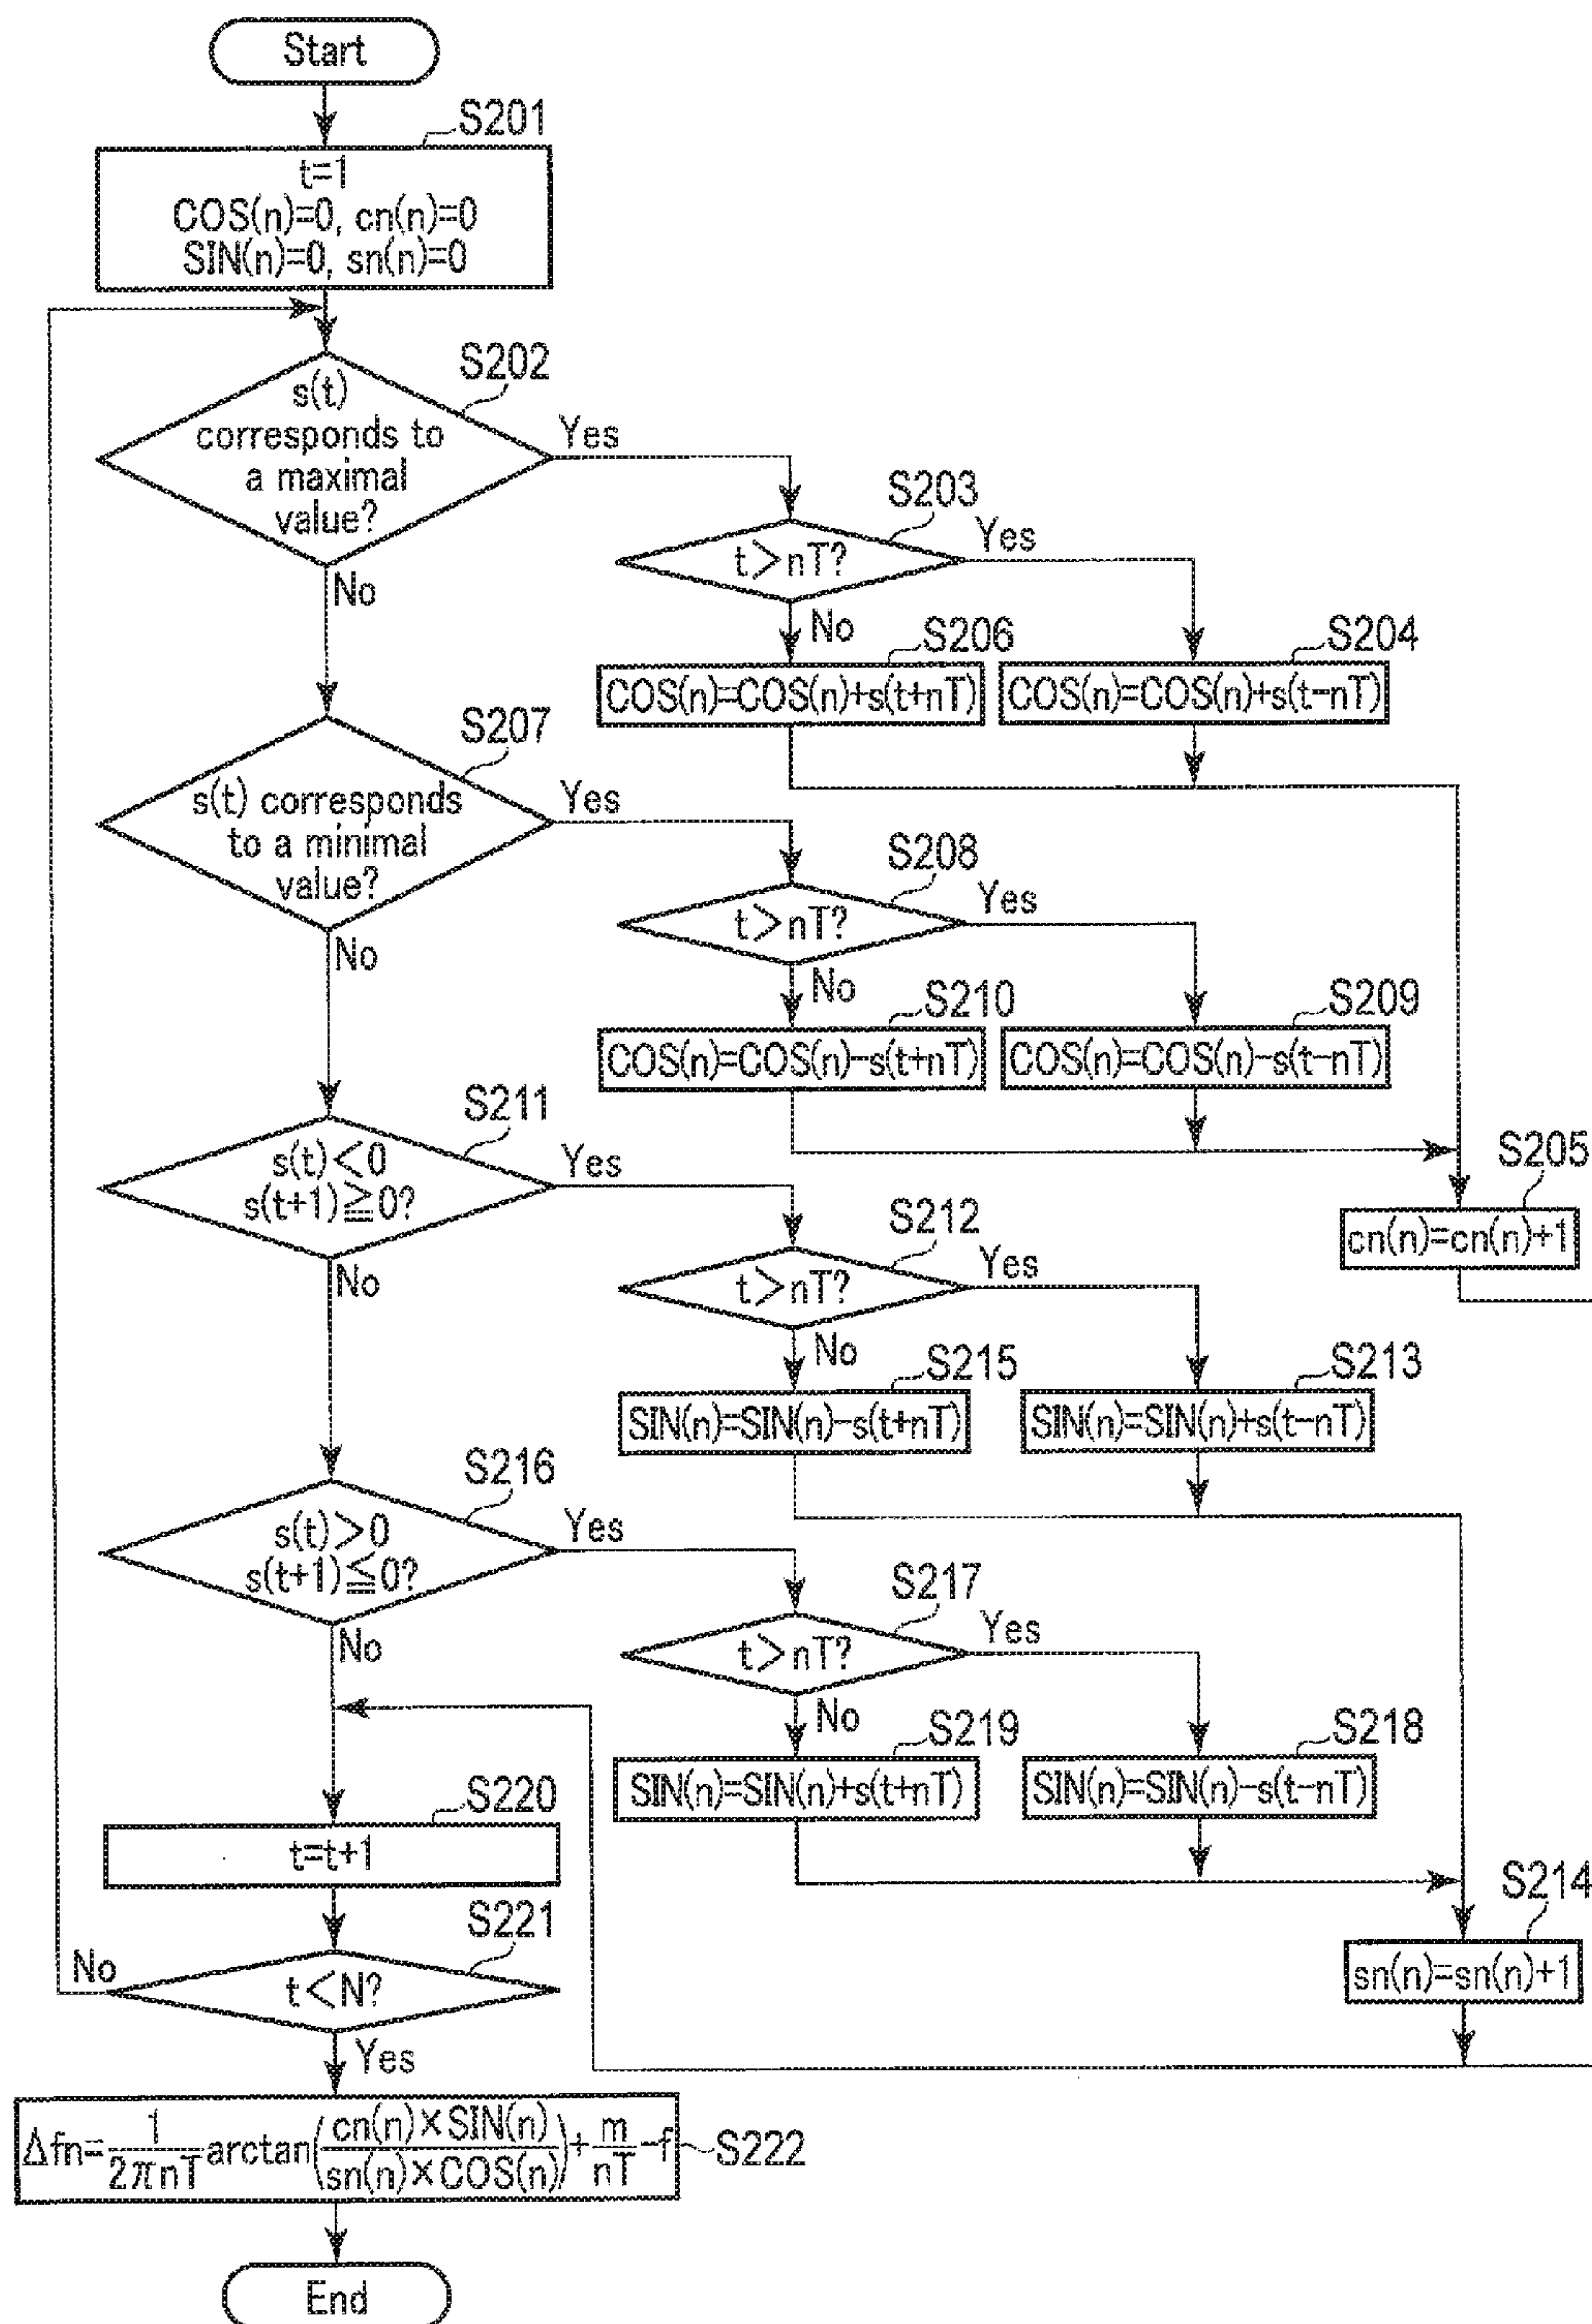 Start
S201
t=1
COS(n)=0, cn(n)=0
SIN(n)=0, sn(n)=0
S202
s(t)
corresponds to
a maximal
value?
Yes
No
S203
t>nT?
Yes
No
S206
COS(n)=COS(n)+s(t+nT)
S204
COS(n)=COS(n)+s(t-nT)
S207
s(t) corresponds
to a minimal
value?
Yes
No
S208
t>nT?
Yes
No
S210
COS(n)=COS(n)-s(t+nT)
S209
COS(n)=COS(n)-s(t-nT)
S205
cn(n)=cn(n)+1
S211
s(t)<0
s(t+1)≧0?
Yes
No
S212
t>nT?
Yes
No
S215
SIN(n)=SIN(n)-s(t+nT)
S213
SIN(n)=SIN(n)+s(t-nT)
S216
s(t)>0
s(t+1)≦0?
Yes
No
S217
t>nT?
Yes
No
S219
SIN(n)=SIN(n)+s(t+nT)
S218
SIN(n)=SIN(n)-s(t-nT)
S214
sn(n)=sn(n)+1
S220
t=t+1
S221
t<N?
No
Yes
Δfn=1/2πnT arctan(cn(n)×SIN(n)/sn(n)×COS(n))+m/nT-f
S222
End